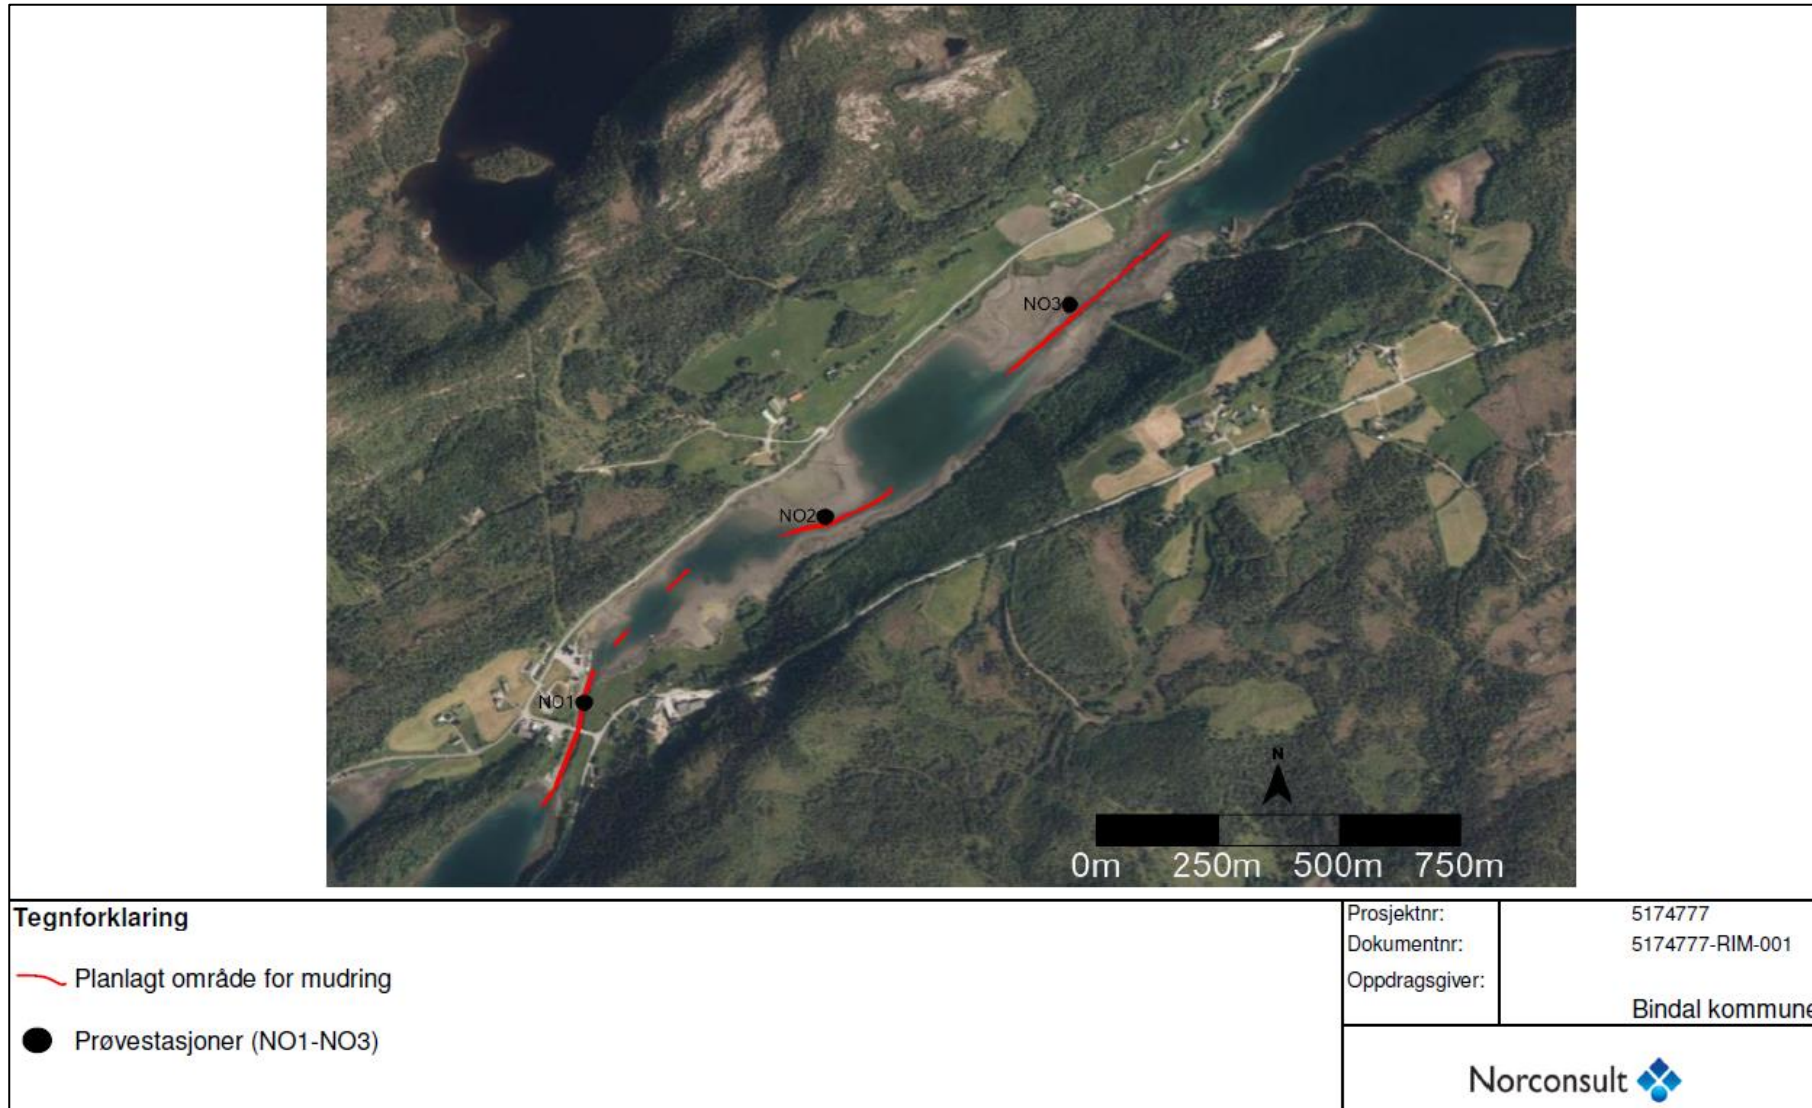 NO3
NO2
NO1
N
0m 250m 500m 750m
Tegnforklaring
Planlagt område for mudring
Prøvestasjoner (NO1-NO3)
Prosjektnr: 5174777
Dokumentnr: 5174777-RIM-001
Oppdragsgiver:
Bindal kommune
Norconsult